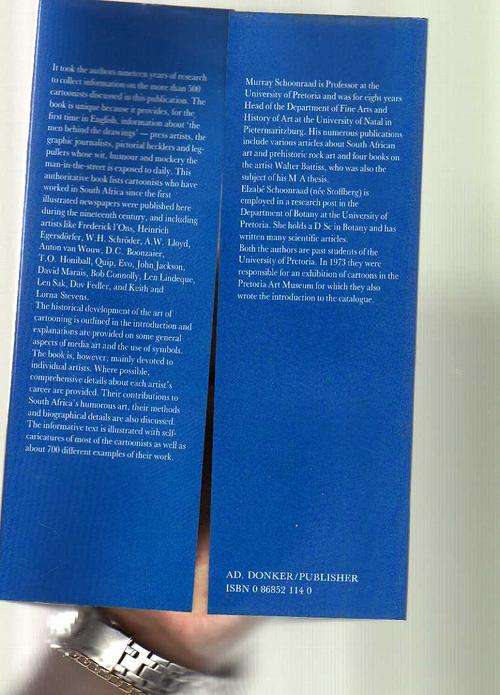 It took the authors nineteen years of research
to collect information on the more than 500
cartoonists discussed in this publication. The
book is unique because it provides, for the
first time in English, information about 'the
men behind the drawings' — press artists, the
graphic journalists, pictorial hecklers and leg-
pullers whose wit, humour and mockery the
man-in-the-street is exposed to daily. This
authoritative book lists cartoonists who have
worked in South Africa since the first
illustrated newspapers were published here
during the nineteenth century, and including
artists like Frederick I'Ons, Heinrich
Egersdörfer, W.H. Schröder, A.W. Lloyd,
Anton van Wouw, D.C. Boonzaier,
T.O. Honiball, Quip, Evo, John Jackson,
David Marais, Bob Connolly, Len Lindeque,
Len Sak, Dov Fedler, and Keith and
Lorna Stevens.
The historical development of the art of
cartooning is outlined in the introduction and
explanations are provided on some general
aspects of media art and the use of symbols.
The book is, however, mainly devoted to
individual artists. Where possible,
comprehensive details about each artist's
career are provided. Their contributions to
South Africa's humorous art, their methods
and biographical details are also discussed.
The informative text is illustrated with self-
caricatures of most of the cartoonists as well as
about 700 different examples of their work.
Murray Schoonraad is Professor at the
University of Pretoria and was for eight years
Head of the Department of Fine Arts and
History of Art at the University of Natal in
Pietermaritzburg. His numerous publications
include various articles about South African
art and prehistoric rock art and four books on
the artist Walter Battiss, who was also the
subject of his M A thesis.
Elzabé Schoonraad (née Stoffberg) is
employed in a research post in the
Department of Botany at the University of
Pretoria. She holds a D Sc in Botany and has
written many scientific articles.
Both the authors are past students of the
University of Pretoria. In 1973 they were
responsible for an exhibition of cartoons in the
Pretoria Art Museum for which they also
wrote the introduction to the catalogue.
AD. DONKER/PUBLISHER
ISBN 0 86852 114 0